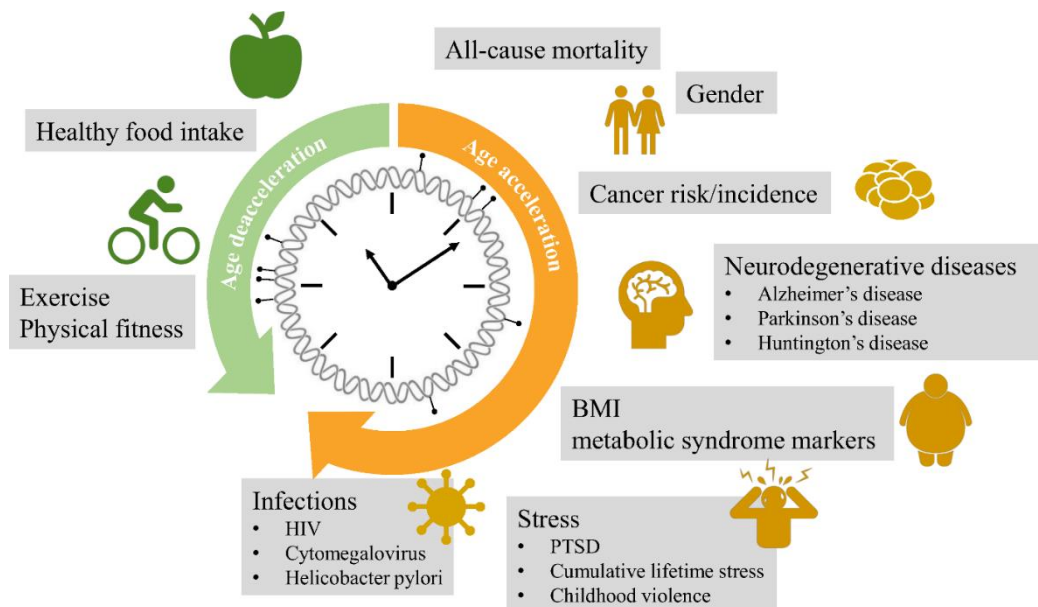 All-cause mortality
Gender
Healthy food intake
Age deacceleration
Age acceleration
Cancer risk/incidence
Exercise
Physical fitness
Neurodegenerative diseases
• Alzheimer’s disease
• Parkinson’s disease
• Huntington’s disease
BMI
metabolic syndrome markers
Infections
• HIV
• Cytomegalovirus
• Helicobacter pylori
Stress
• PTSD
• Cumulative lifetime stress
• Childhood violence